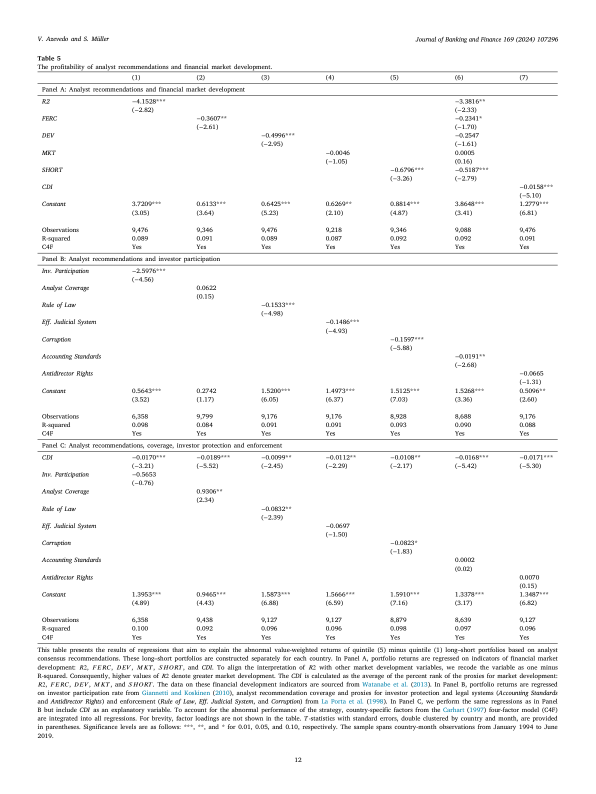 V. Azevedo and S. Müller Journal of Banking and Finance 169 (2024) 107296
Table 5
The profitability of analyst recommendations and financial market development.
(1) (2) (3) (4) (5) (6) (7)
Panel A: Analyst recommendations and financial market development
R2 −4.1528*** −3.3816**
(−2.82) (−2.33)
FERC −0.3607** −0.2341*
(−2.61) (−1.70)
DEV −0.4996*** −0.2547
(−2.95) (−1.61)
MKT −0.0046 0.0005
(−1.05) (0.16)
SHORT −0.6796*** −0.5187***
(−3.26) (−2.79)
CDI −0.0158***
(−5.10)
Constant 3.7209*** 0.6133*** 0.6425*** 0.6269** 0.8814*** 3.8648*** 1.2779***
(3.05) (3.64) (5.23) (2.10) (4.87) (3.41) (6.81)
Observations 9,476 9,346 9,476 9,218 9,346 9,088 9,476
R-squared 0.089 0.091 0.089 0.087 0.092 0.092 0.091
C4F Yes Yes Yes Yes Yes Yes Yes
Panel B: Analyst recommendations and investor participation
Inv. Participation −2.5976***
(−4.56)
Analyst Coverage 0.0622
(0.15)
Rule of Law −0.1533***
(−4.98)
Eff. Judicial System −0.1486***
(−4.93)
Corruption −0.1597***
(−5.88)
Accounting Standards −0.0191**
(−2.68)
Antidirector Rights −0.0665
(−1.31)
Constant 0.5643*** 0.2742 1.5200*** 1.4973*** 1.5125*** 1.5268*** 0.5096**
(3.52) (1.17) (6.05) (6.37) (7.03) (3.36) (2.60)
Observations 6,358 9,799 9,176 9,176 8,928 8,688 9,176
R-squared 0.098 0.084 0.091 0.091 0.093 0.090 0.088
C4F Yes Yes Yes Yes Yes Yes Yes
Panel C: Analyst recommendations, coverage, investor protection and enforcement
CDI −0.0170*** −0.0189*** −0.0099** −0.0112** −0.0108** −0.0168*** −0.0171***
(−3.21) (−5.52) (−2.45) (−2.29) (−2.17) (−5.42) (−5.30)
Inv. Participation −0.5653
(−0.76)
Analyst Coverage 0.9306**
(2.34)
Rule of Law −0.0832**
(−2.39)
Eff. Judicial System −0.0697
(−1.50)
Corruption −0.0823*
(−1.83)
Accounting Standards 0.0002
(0.02)
Antidirector Rights 0.0070
(0.15)
Constant 1.3953*** 0.9465*** 1.5873*** 1.5666*** 1.5910*** 1.3378*** 1.3487***
(4.89) (4.43) (6.88) (6.59) (7.16) (3.17) (6.82)
Observations 6,358 9,438 9,127 9,127 8,879 8,639 9,127
R-squared 0.100 0.092 0.096 0.096 0.098 0.097 0.096
C4F Yes Yes Yes Yes Yes Yes Yes
This table presents the results of regressions that aim to explain the abnormal value-weighted returns of quintile (5) minus quintile (1) long–short portfolios based on analyst
consensus recommendations. These long–short portfolios are constructed separately for each country. In Panel A, portfolio returns are regressed on indicators of financial market
development: R2, FERC, DEV, MKT, SHORT, and CDI. To align the interpretation of R2 with other market development variables, we recode the variable as one minus
R-squared. Consequently, higher values of R2 denote greater market development. The CDI is calculated as the average of the percent rank of the proxies for market development:
R2, FERC, DEV, MKT, and SHORT. The data on these financial development indicators are sourced from Watanabe et al. (2013). In Panel B, portfolio returns are regressed
on investor participation rate from Giannetti and Koskinen (2010), analyst recommendation coverage and proxies for investor protection and legal systems (Accounting Standards
and Antidirector Rights) and enforcement (Rule of Law, Eff. Judicial System, and Corruption) from La Porta et al. (1998). In Panel C, we perform the same regressions as in Panel
B but include CDI as an explanatory variable. To account for the abnormal performance of the strategy, country-specific factors from the Carhart (1997) four-factor model (C4F)
are integrated into all regressions. For brevity, factor loadings are not shown in the table. T-statistics with standard errors, double clustered by country and month, are provided
in parentheses. Significance levels are as follows: ***, **, and * for 0.01, 0.05, and 0.10, respectively. The sample spans country-month observations from January 1994 to June
2019.
12